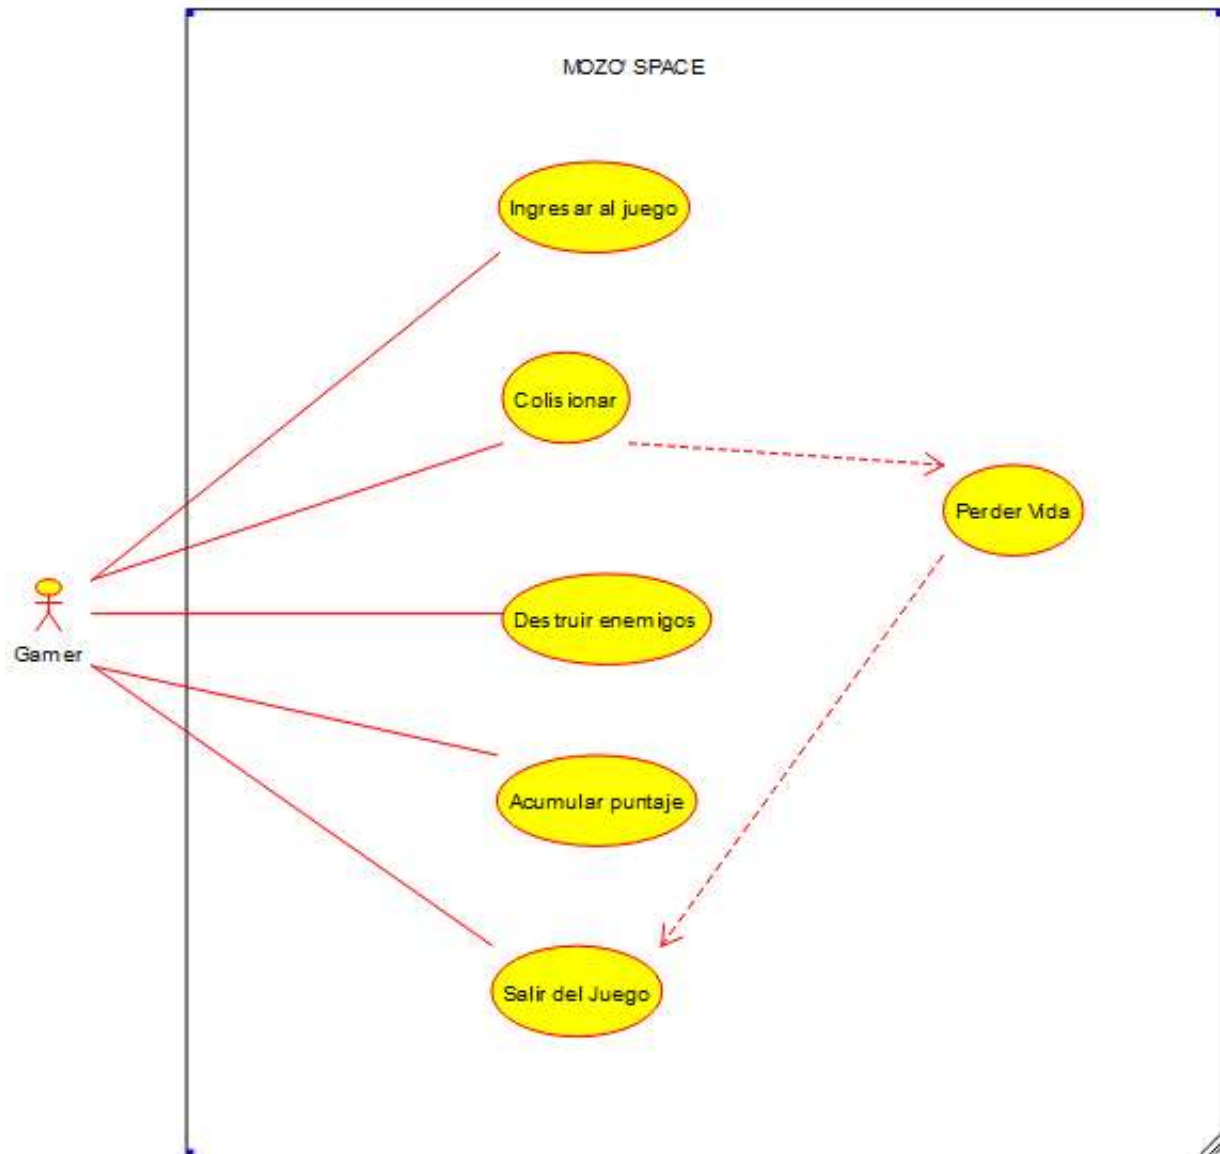 MOZO' SPACE
Ingresar al juego
Colisionar
Perder Vida
Destruir enemigos
Gamer
Acumular puntaje
Salir del Juego